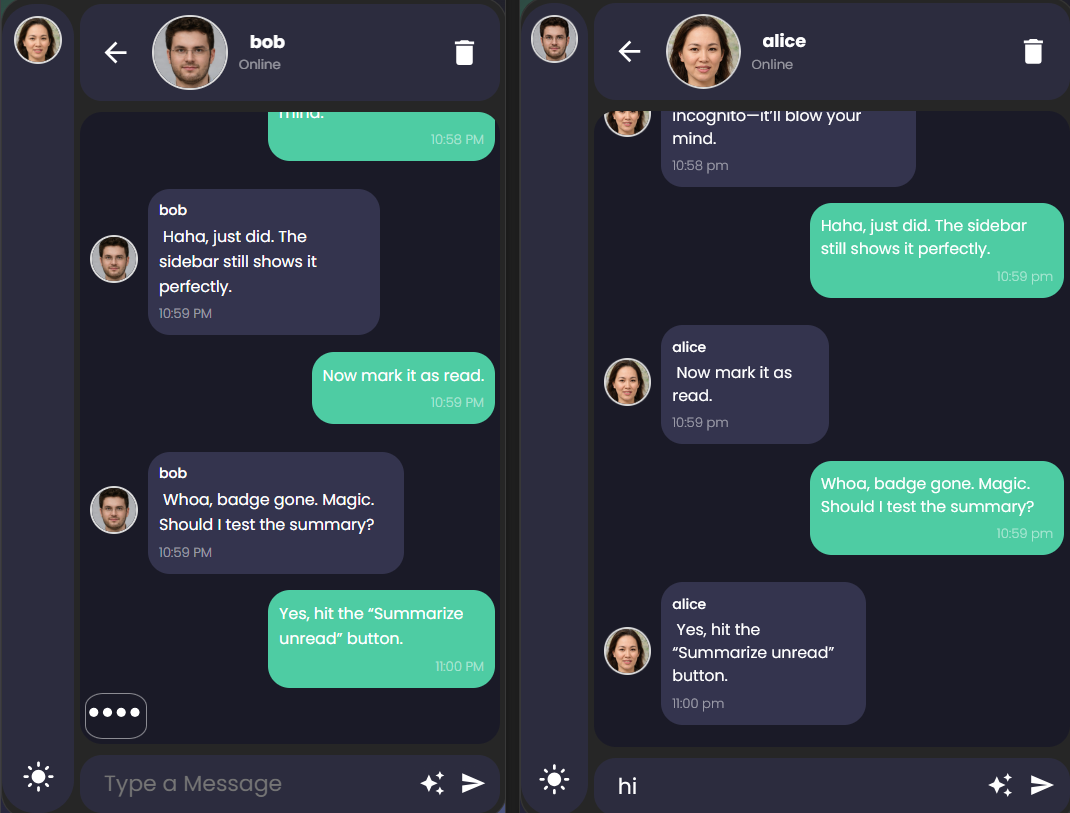 bob
Online
mind.
10:58 PM
bob
Haha, just did. The
sidebar still shows it
perfectly.
10:59 PM
Now mark it as read.
10:59 PM
bob
Whoa, badge gone. Magic.
Should I test the summary?
10:59 PM
Yes, hit the “Summarize
unread” button.
11:00 PM
Type a Message
alice
Online
incognito—it’ll blow your
mind.
10:58 pm
Haha, just did. The sidebar
still shows it perfectly.
10:59 pm
alice
Now mark it as
read.
10:59 pm
Whoa, badge gone. Magic.
Should I test the summary?
10:59 pm
alice
Yes, hit the
“Summarize unread”
button.
11:00 pm
hi